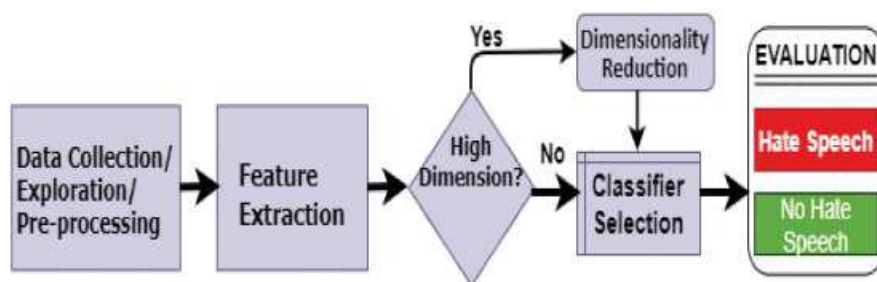 Data Collection/
Exploration/
Pre-processing
Feature
Extraction
High
Dimension?
Yes
Dimensionality
Reduction
No
Classifier
Selection
EVALUATION
Hate Speech
No Hate
Speech